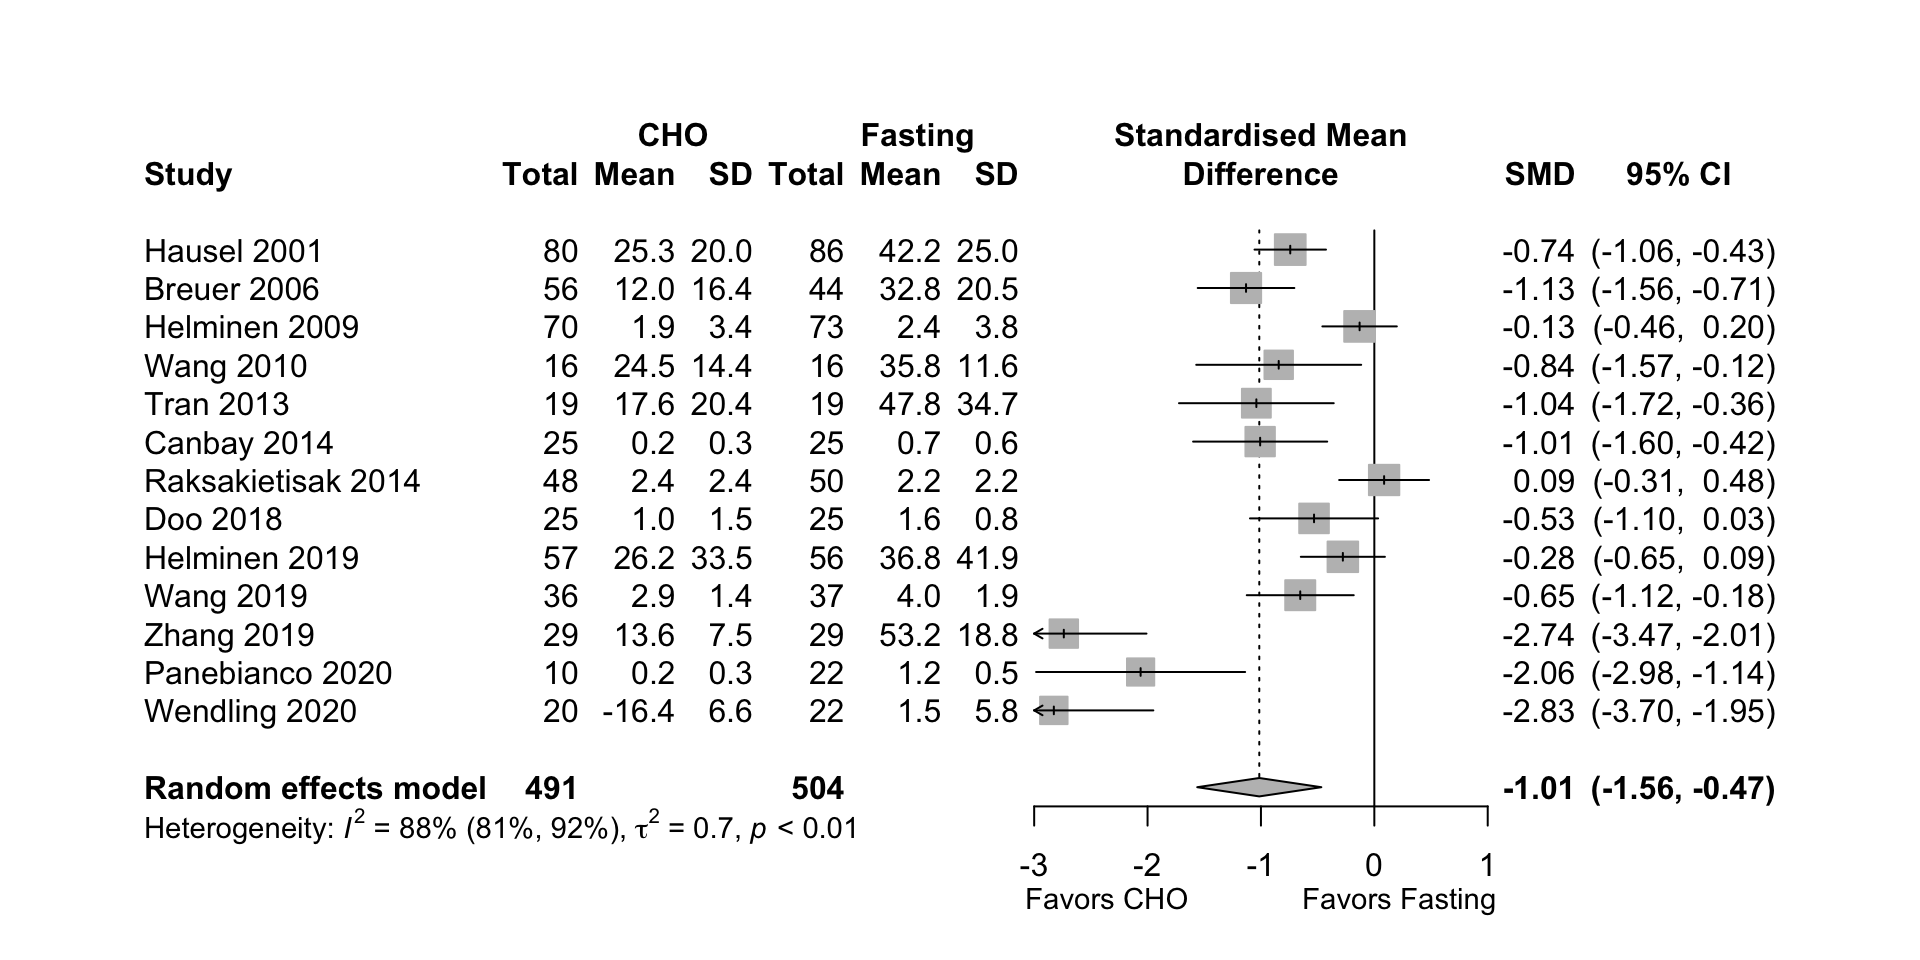 CHO Fasting Standardised Mean
Study Total Mean SD Total Mean SD Difference SMD 95% CI
Hausel 2001 80 25.3 20.0 86 42.2 25.0 -0.74 (-1.06, -0.43)
Breuer 2006 56 12.0 16.4 44 32.8 20.5 -1.13 (-1.56, -0.71)
Helminen 2009 70 1.9 3.4 73 2.4 3.8 -0.13 (-0.46, 0.20)
Wang 2010 16 24.5 14.4 16 35.8 11.6 -0.84 (-1.57, -0.12)
Tran 2013 19 17.6 20.4 19 47.8 34.7 -1.04 (-1.72, -0.36)
Canbay 2014 25 0.2 0.3 25 0.7 0.6 -1.01 (-1.60, -0.42)
Raksakietisak 2014 48 2.4 2.4 50 2.2 2.2 0.09 (-0.31, 0.48)
Doo 2018 25 1.0 1.5 25 1.6 0.8 -0.53 (-1.10, 0.03)
Helminen 2019 57 26.2 33.5 56 36.8 41.9 -0.28 (-0.65, 0.09)
Wang 2019 36 2.9 1.4 37 4.0 1.9 -0.65 (-1.12, -0.18)
Zhang 2019 29 13.6 7.5 29 53.2 18.8 -2.74 (-3.47, -2.01)
Panebianco 2020 10 0.2 0.3 22 1.2 0.5 -2.06 (-2.98, -1.14)
Wendling 2020 20 -16.4 6.6 22 1.5 5.8 -2.83 (-3.70, -1.95)
Random effects model 491 504 -1.01 (-1.56, -0.47)
Heterogeneity: I² = 88% (81%, 92%), τ² = 0.7, p < 0.01
-3 -2 -1 0 1
Favors CHO Favors Fasting